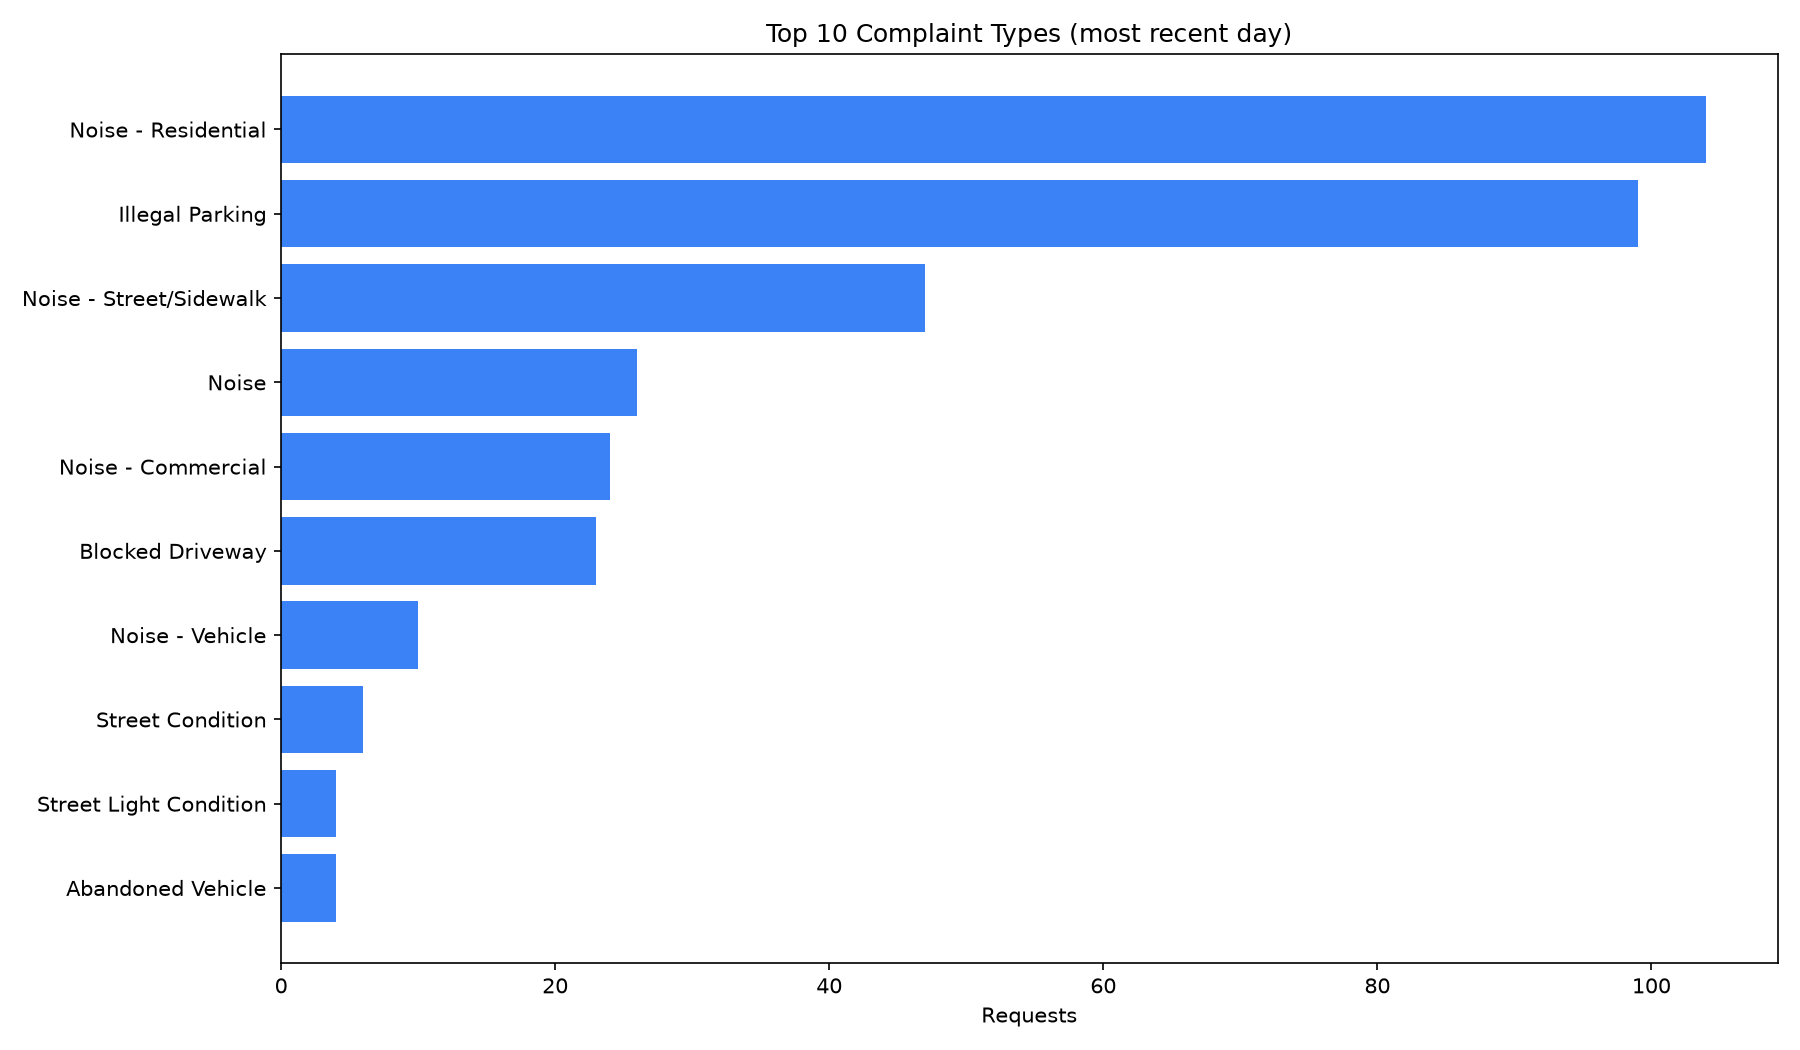 Top 10 Complaint Types (most recent day)
Noise - Residential
Illegal Parking
Noise - Street/Sidewalk
Noise
Noise - Commercial
Blocked Driveway
Noise - Vehicle
Street Condition
Street Light Condition
Abandoned Vehicle
0 20 40 60 80 100
Requests